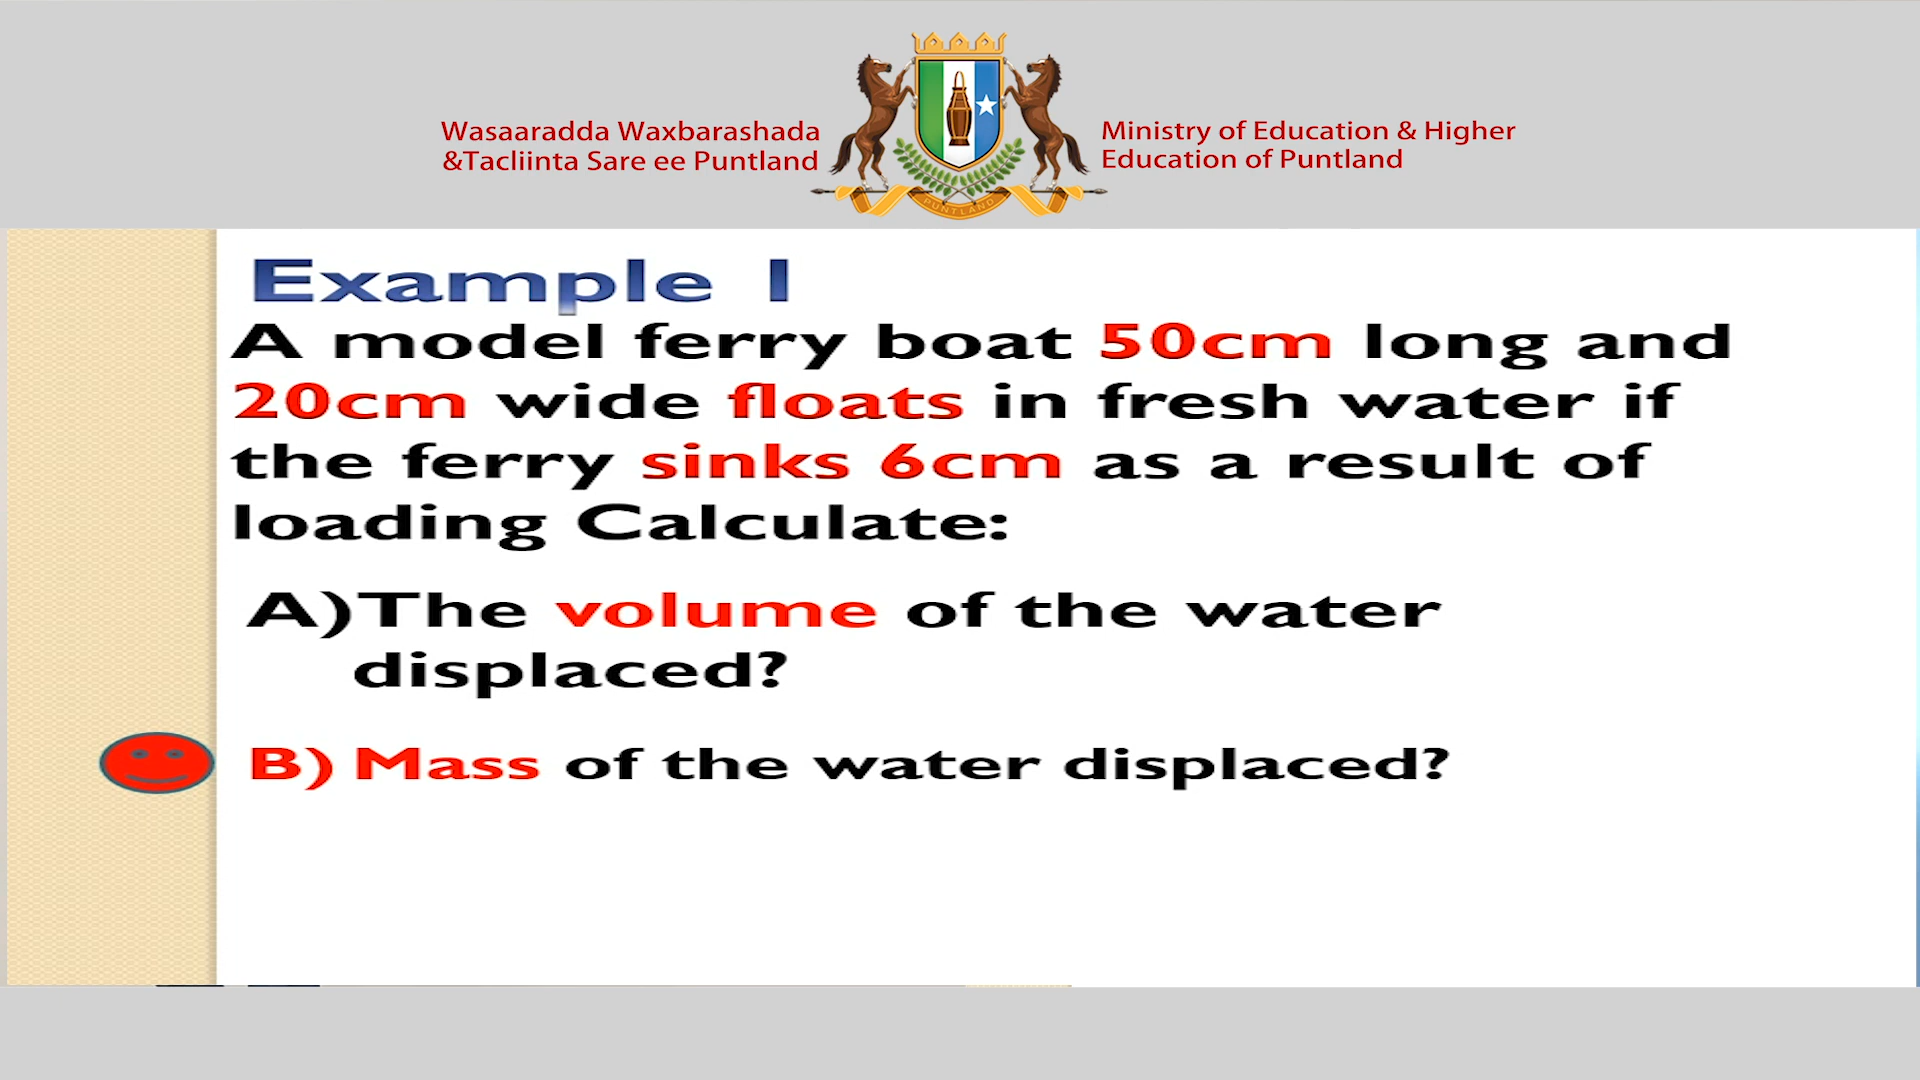 Wasaaradda Waxbarashada
&Tacliinta Sare ee Puntland
Ministry of Education & Higher
Education of Puntland
PUNTLAND
Example 1
A model ferry boat 50cm long and
20cm wide floats in fresh water if
the ferry sinks 6cm as a result of
loading Calculate:
A)The volume of the water
displaced?
B) Mass of the water displaced?